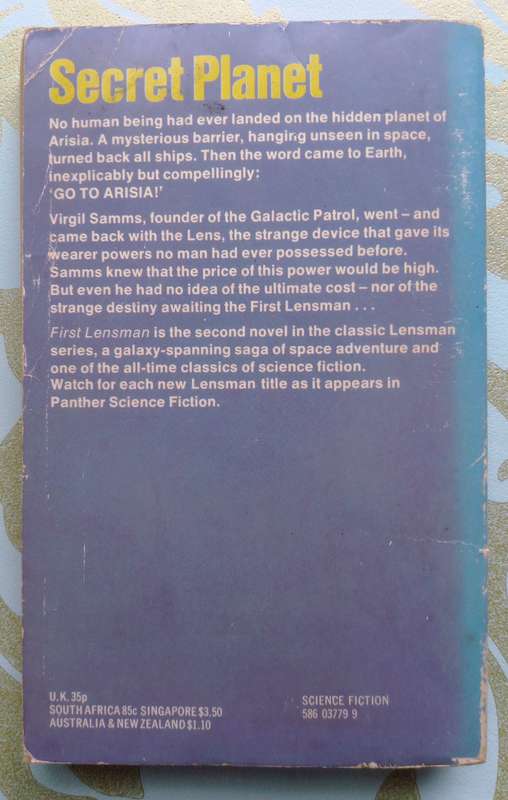 Secret Planet
No human being had ever landed on the hidden planet of
Arisia. A mysterious barrier, hanging unseen in space,
turned back all ships. Then the word came to Earth,
inexplicably but compellingly:
‘GO TO ARISIA!’
Virgil Samms, founder of the Galactic Patrol, went – and
came back with the Lens, the strange device that gave its
wearer powers no man had ever possessed before.
Samms knew that the price of this power would be high.
But even he had no idea of the ultimate cost – nor of the
strange destiny awaiting the First Lensman . . .
First Lensman is the second novel in the classic Lensman
series, a galaxy-spanning saga of space adventure and
one of the all-time classics of science fiction.
Watch for each new Lensman title as it appears in
Panther Science Fiction.
U.K. 35p
SOUTH AFRICA 85c SINGAPORE $3.50
AUSTRALIA & NEW ZEALAND $1.10
SCIENCE FICTION
586 03779 9